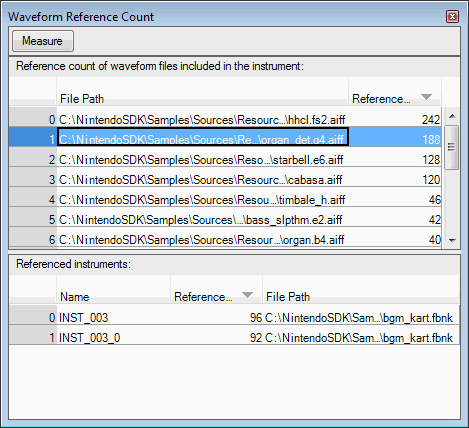 Waveform Reference Count
Measure
Reference count of waveform files included in the instrument:
File Path Reference...
0 C:\NintendoSDK\Samples\Sources\Resourc...\hhcl.fs2.aiff 242
1 C:\NintendoSDK\Samples\Sources\Re...\organ_det.g4.aiff 188
2 C:\NintendoSDK\Samples\Sources\Reso...\starbell.e6.aiff 128
3 C:\NintendoSDK\Samples\Sources\Resourc...\cabasa.aiff 120
4 C:\NintendoSDK\Samples\Sources\Reso...\timbale_h.aiff 46
5 C:\NintendoSDK\Samples\Sources\...\bass_slpthm.e2.aiff 42
6 C:\NintendoSDK\Samples\Sources\Resour...\organ.b4.aiff 40
Referenced instruments:
Name Reference... File Path
0 INST_003 96 C:\NintendoSDK\Sam...\bgm_kart.fbnk
1 INST_003_0 92 C:\NintendoSDK\Sam...\bgm_kart.fbnk